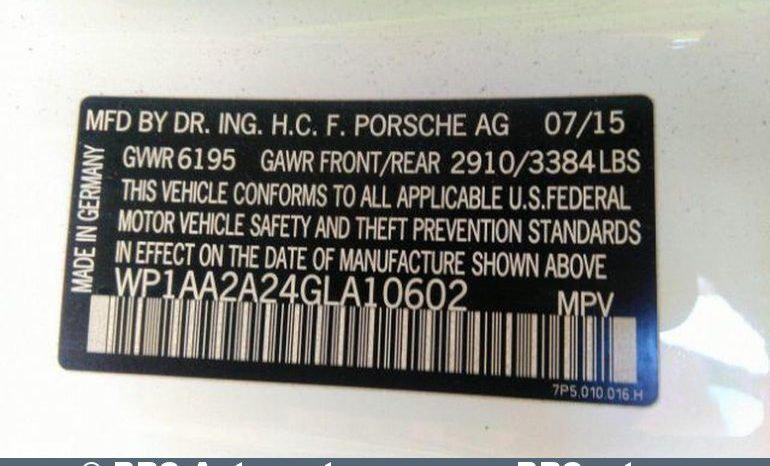 MFD BY DR. ING. H.C. F. PORSCHE AG 07/15
GVWR 6195 GAWR FRONT/REAR 2910/3384 LBS
THIS VEHICLE CONFORMS TO ALL APPLICABLE U.S. FEDERAL
MOTOR VEHICLE SAFETY AND THEFT PREVENTION STANDARDS
IN EFFECT ON THE DATE OF MANUFACTURE SHOWN ABOVE
WP1AA2A24GLA10602 MPV
7P5.010.016.H
MADE IN GERMANY